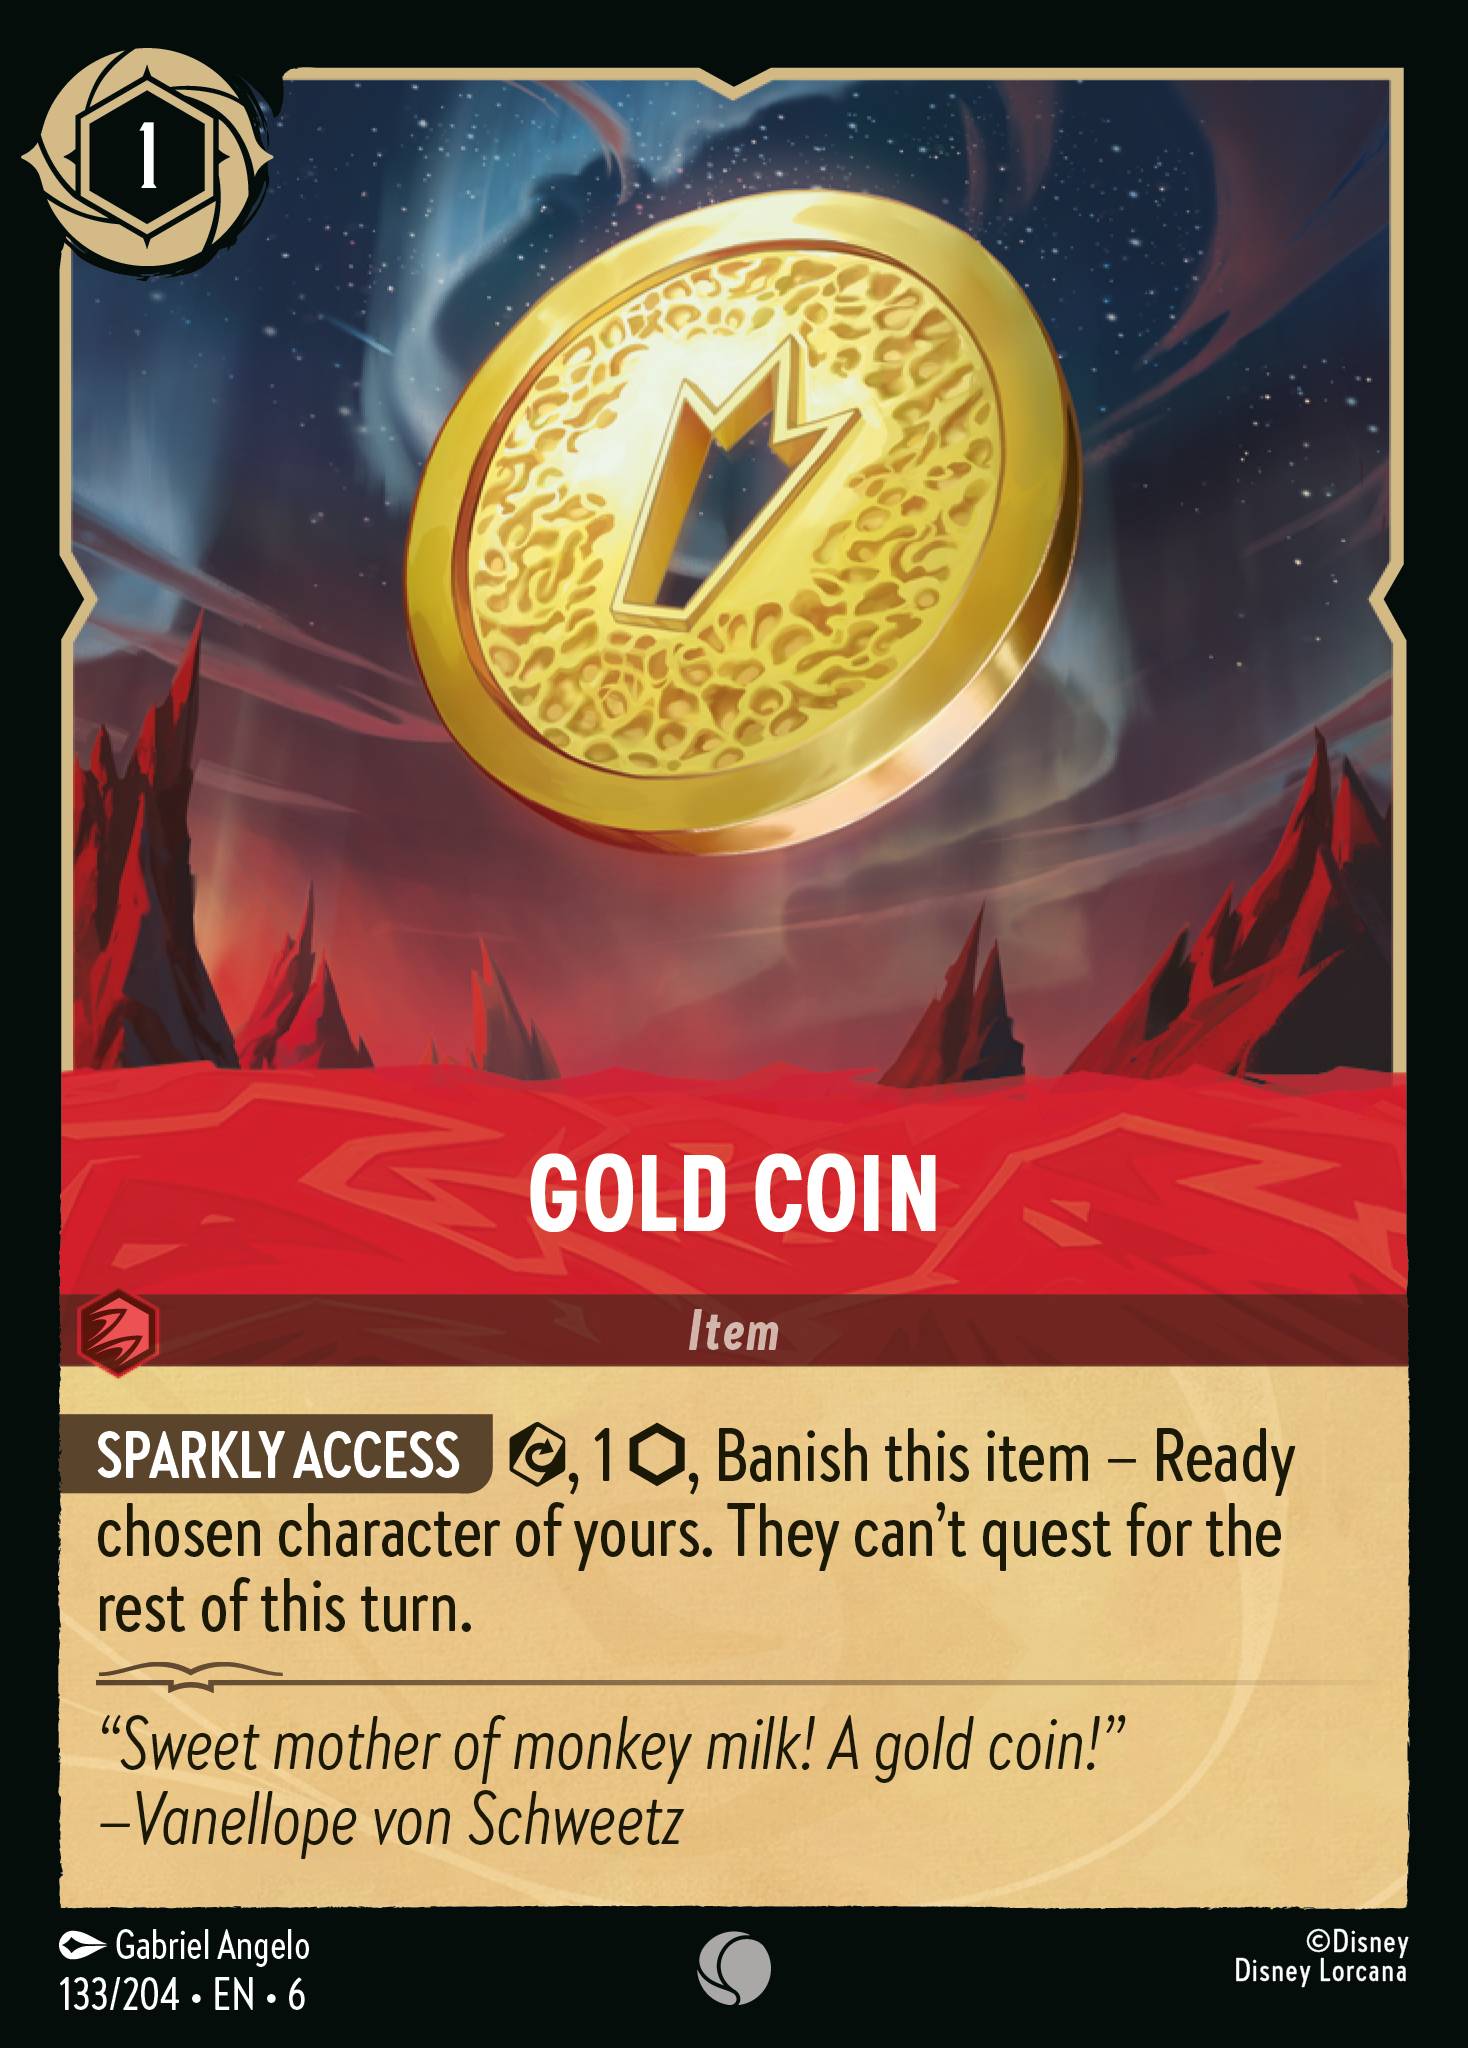 1
GOLD COIN
Item
SPARKLY ACCESS , 1 , Banish this item – Ready
chosen character of yours. They can’t quest for the
rest of this turn.
“Sweet mother of monkey milk! A gold coin!”
–Vanellope von Schweetz
Gabriel Angelo
133/204 • EN • 6
©Disney
Disney Lorcana